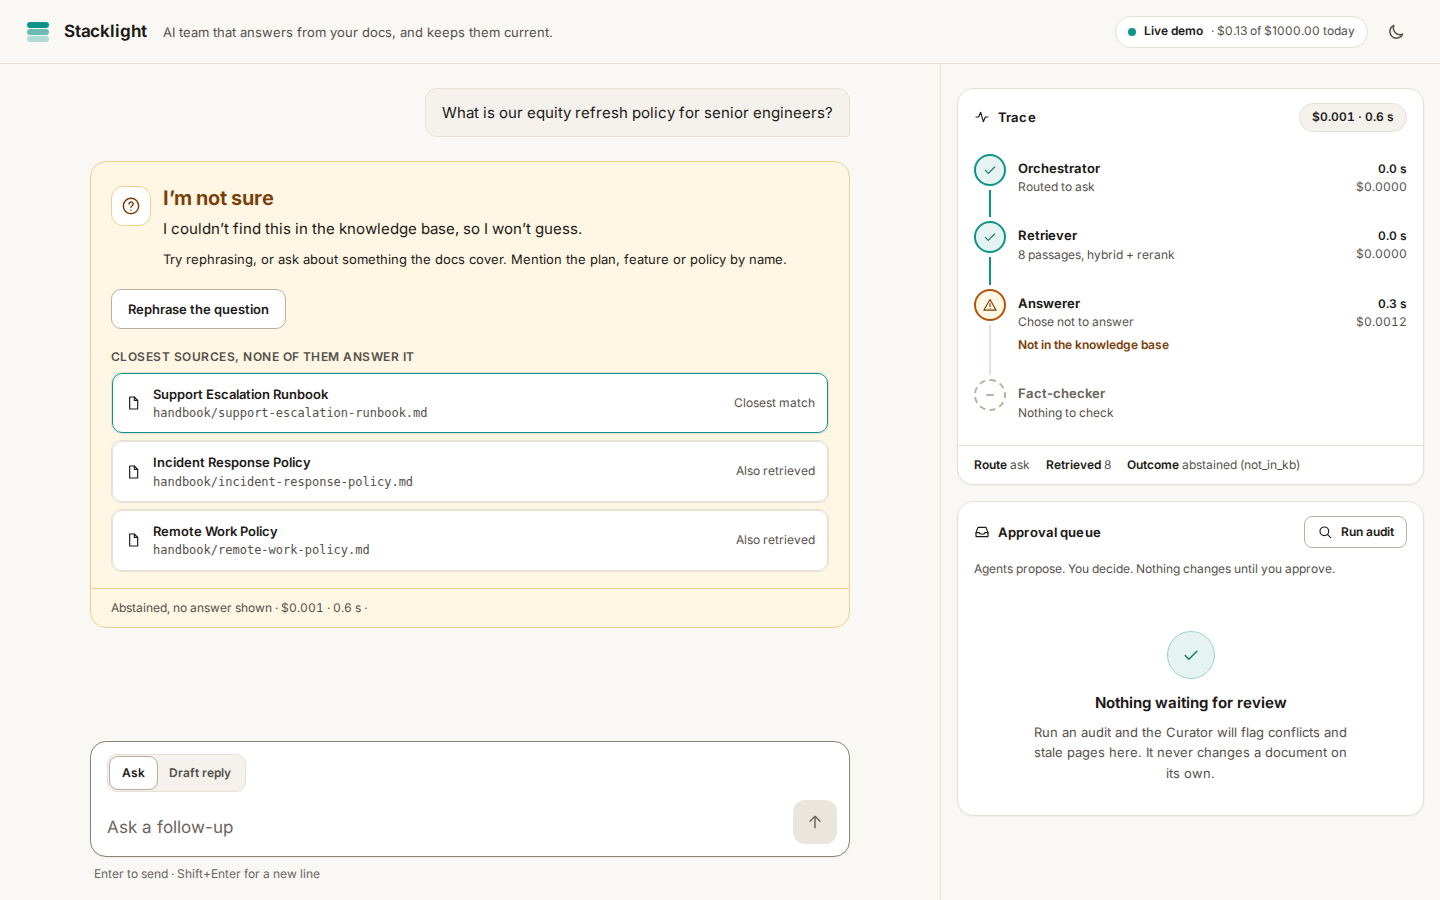 Stacklight
AI team that answers from your docs, and keeps them current.
Live demo · $0.13 of $1000.00 today
What is our equity refresh policy for senior engineers?
I’m not sure
I couldn’t find this in the knowledge base, so I won’t guess.
Try rephrasing, or ask about something the docs cover. Mention the plan, feature or policy by name.
Rephrase the question
CLOSEST SOURCES, NONE OF THEM ANSWER IT
Support Escalation Runbook
handbook/support-escalation-runbook.md
Closest match
Incident Response Policy
handbook/incident-response-policy.md
Also retrieved
Remote Work Policy
handbook/remote-work-policy.md
Also retrieved
Abstained, no answer shown · $0.001 · 0.6 s ·
Ask
Draft reply
Ask a follow-up
Enter to send · Shift+Enter for a new line
Trace
$0.001 · 0.6 s
Orchestrator
0.0 s
Routed to ask
$0.0000
Retriever
0.0 s
8 passages, hybrid + rerank
$0.0000
Answerer
0.3 s
Chose not to answer
$0.0012
Not in the knowledge base
Fact-checker
Nothing to check
Route ask Retrieved 8 Outcome abstained (not_in_kb)
Approval queue
Run audit
Agents propose. You decide. Nothing changes until you approve.
Nothing waiting for review
Run an audit and the Curator will flag conflicts and
stale pages here. It never changes a document on
its own.